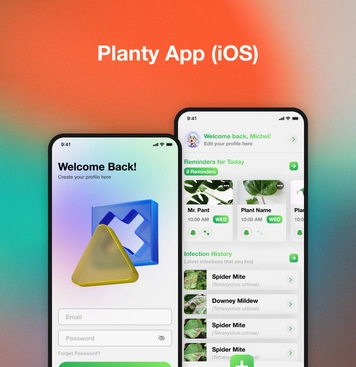 Planty App (iOS)
9:41
Welcome Back!
Create your profile here
Email
Password
Forget Password?
9:41
Welcome back, Michell
Edit your profile here
Reminders for Today
8 Reminders
Mr. Pant
10:00 AM WED
Plant Name
10:00 AM WED
Plan
10:00
Infection History
Latest infections that you find
Spider Mite
(Tetranychus urticae)
Downey Mildew
(Tetranychus urticae)
Spider Mite
(Tetranychus urticae)
Spider Mite